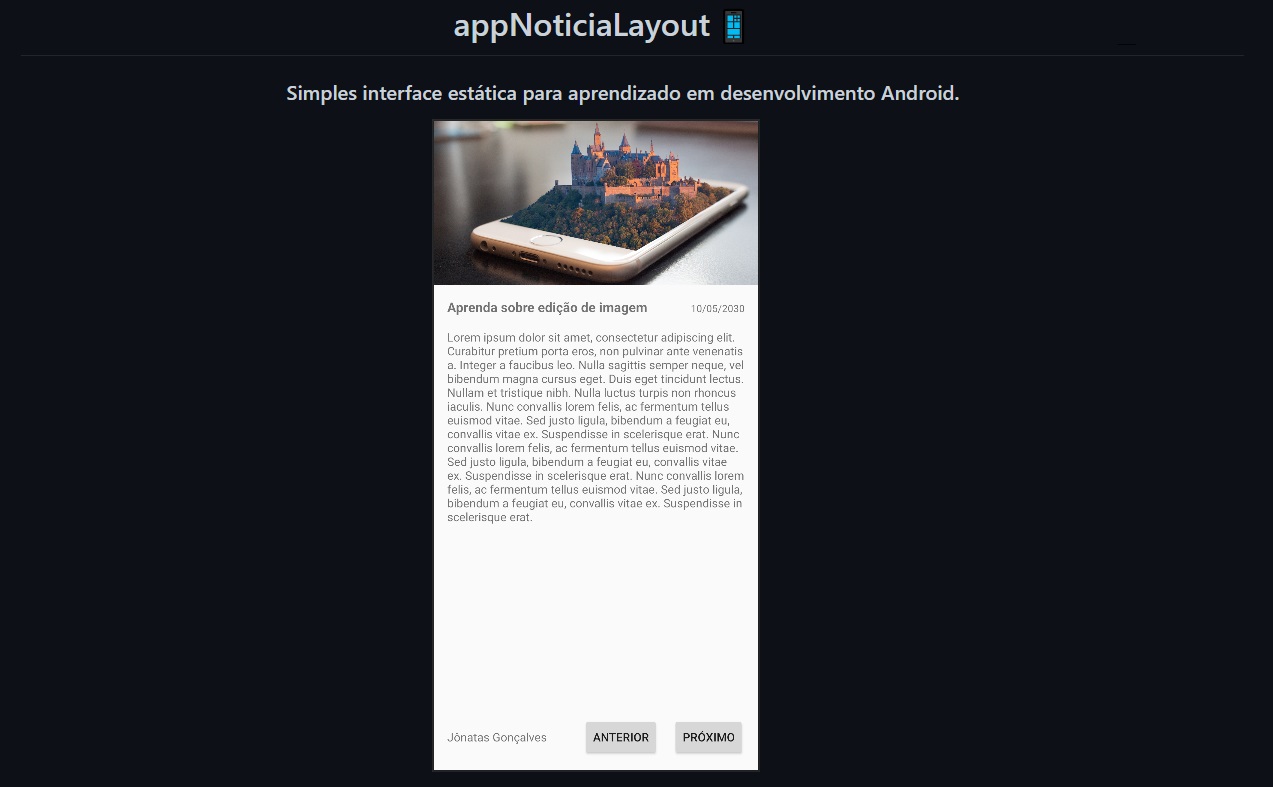 appNoticiaLayout
Simples interface estática para aprendizado em desenvolvimento Android.
Aprenda sobre edição de imagem 10/05/2030
Lorem ipsum dolor sit amet, consectetur adipiscing elit.
Curabitur pretium porta eros, non pulvinar ante venenatis
a. Integer a faucibus leo. Nulla sagittis semper neque, vel
bibendum magna cursus eget. Duis eget tincidunt lectus.
Nullam et tristique nibh. Nulla luctus turpis non rhoncus
iaculis. Nunc convallis lorem felis, ac fermentum tellus
euismod vitae. Sed justo ligula, bibendum a feugiat eu,
convallis vitae ex. Suspendisse in scelerisque erat. Nunc
convallis lorem felis, ac fermentum tellus euismod vitae.
Sed justo ligula, bibendum a feugiat eu, convallis vitae
ex. Suspendisse in scelerisque erat. Nunc convallis lorem
felis, ac fermentum tellus euismod vitae. Sed justo ligula,
bibendum a feugiat eu, convallis vitae ex. Suspendisse in
scelerisque erat.
Jônatas Gonçalves ANTERIOR PRÓXIMO